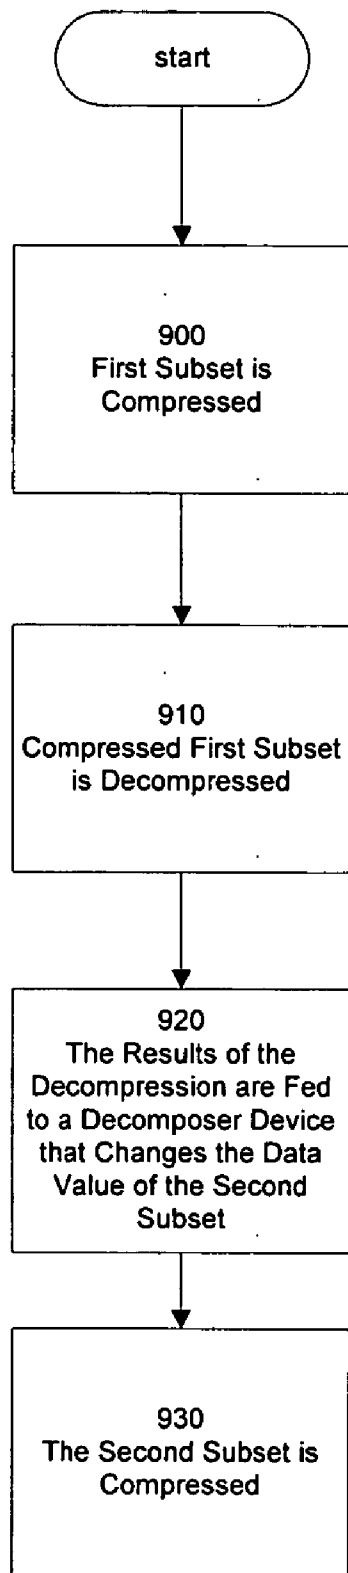 start
900
First Subset is
Compressed
910
Compressed First Subset
is Decompressed
920
The Results of the
Decompression are Fed
to a Decomposer Device
that Changes the Data
Value of the Second
Subset
930
The Second Subset is
Compressed